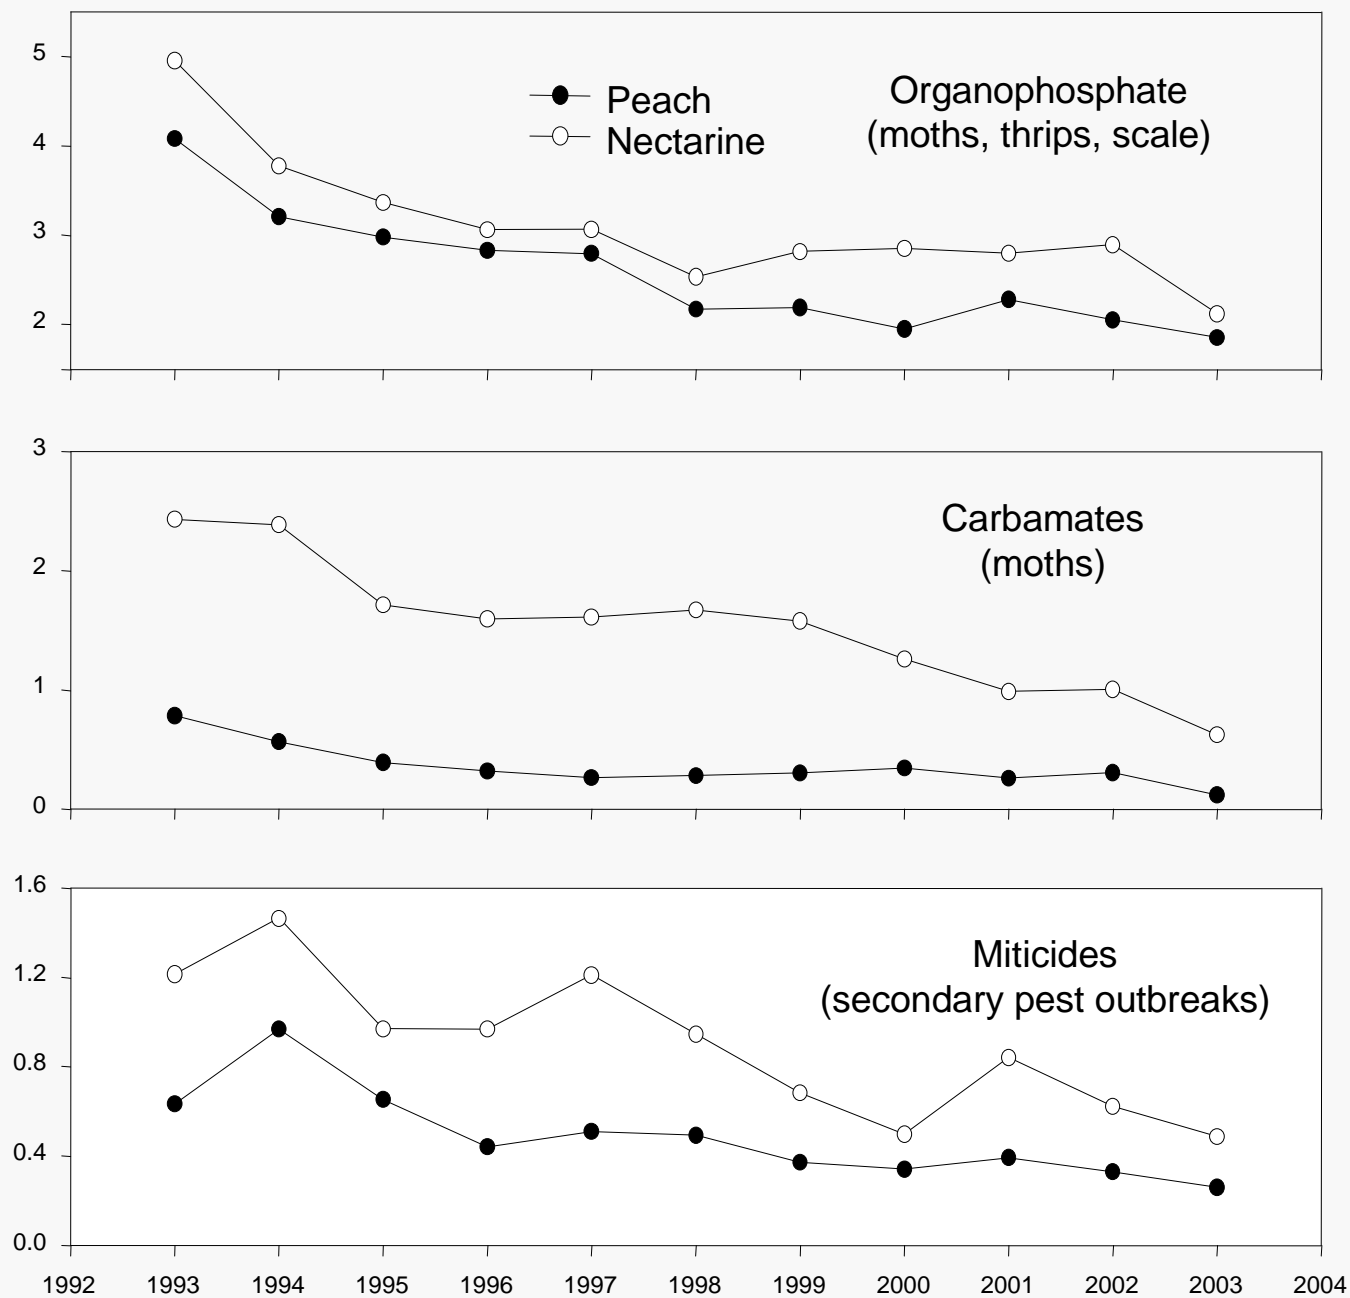 5
4
3
2
Peach
Nectarine
Organophosphate
(moths, thrips, scale)
3
2
1
0
Carbamates
(moths)
1.6
1.2
0.8
0.4
0.0
Miticides
(secondary pest outbreaks)
1992 1993 1994 1995 1996 1997 1998 1999 2000 2001 2002 2003 2004